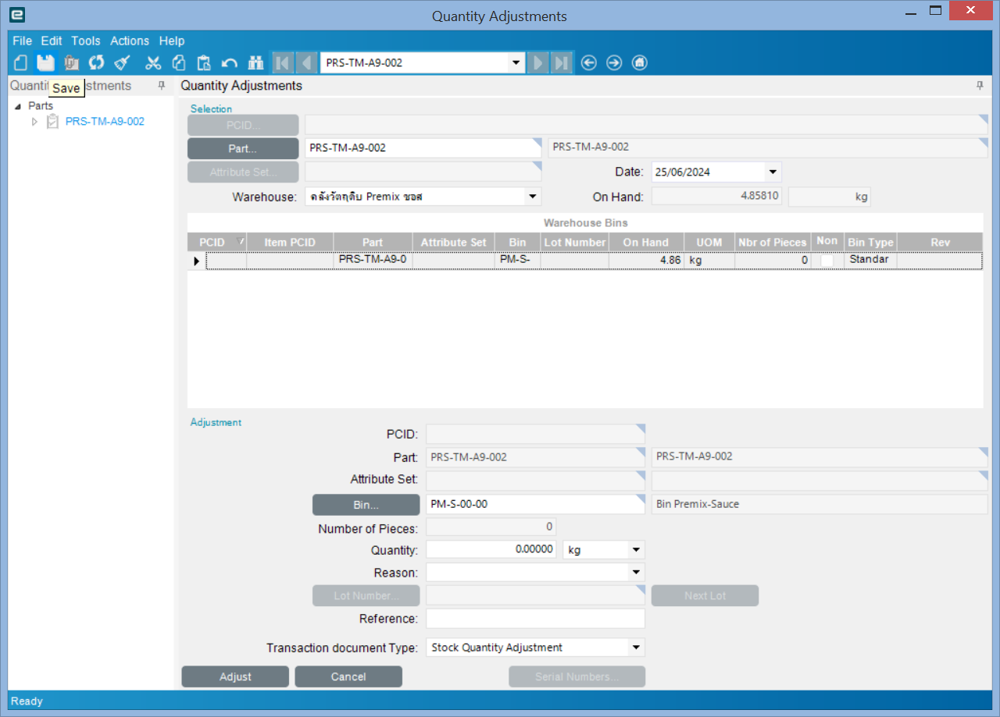 Quantity Adjustments
File Edit Tools Actions Help
PRS-TM-A9-002
Save
Quantity Adjustments
Selection
Parts
PRS-TM-A9-002
PCID...
Part... PRS-TM-A9-002 PRS-TM-A9-002
Attribute Set... Date: 25/06/2024
Warehouse: คลังวัตถุดิบ Premix ซอส On Hand: 4.85810 kg
Warehouse Bins
PCID Item PCID Part Attribute Set Bin Lot Number On Hand UOM Nbr of Pieces Non Bin Type Rev
PRS-TM-A9-0 PM-S- 4.86 kg 0 Standar
Adjustment
PCID:
Part: PRS-TM-A9-002 PRS-TM-A9-002
Attribute Set:
Bin... PM-S-00-00 Bin Premix-Sauce
Number of Pieces: 0
Quantity: 0.00000 kg
Reason:
Lot Number... Next Lot
Reference:
Transaction document Type: Stock Quantity Adjustment
Adjust Cancel Serial Numbers...
Ready